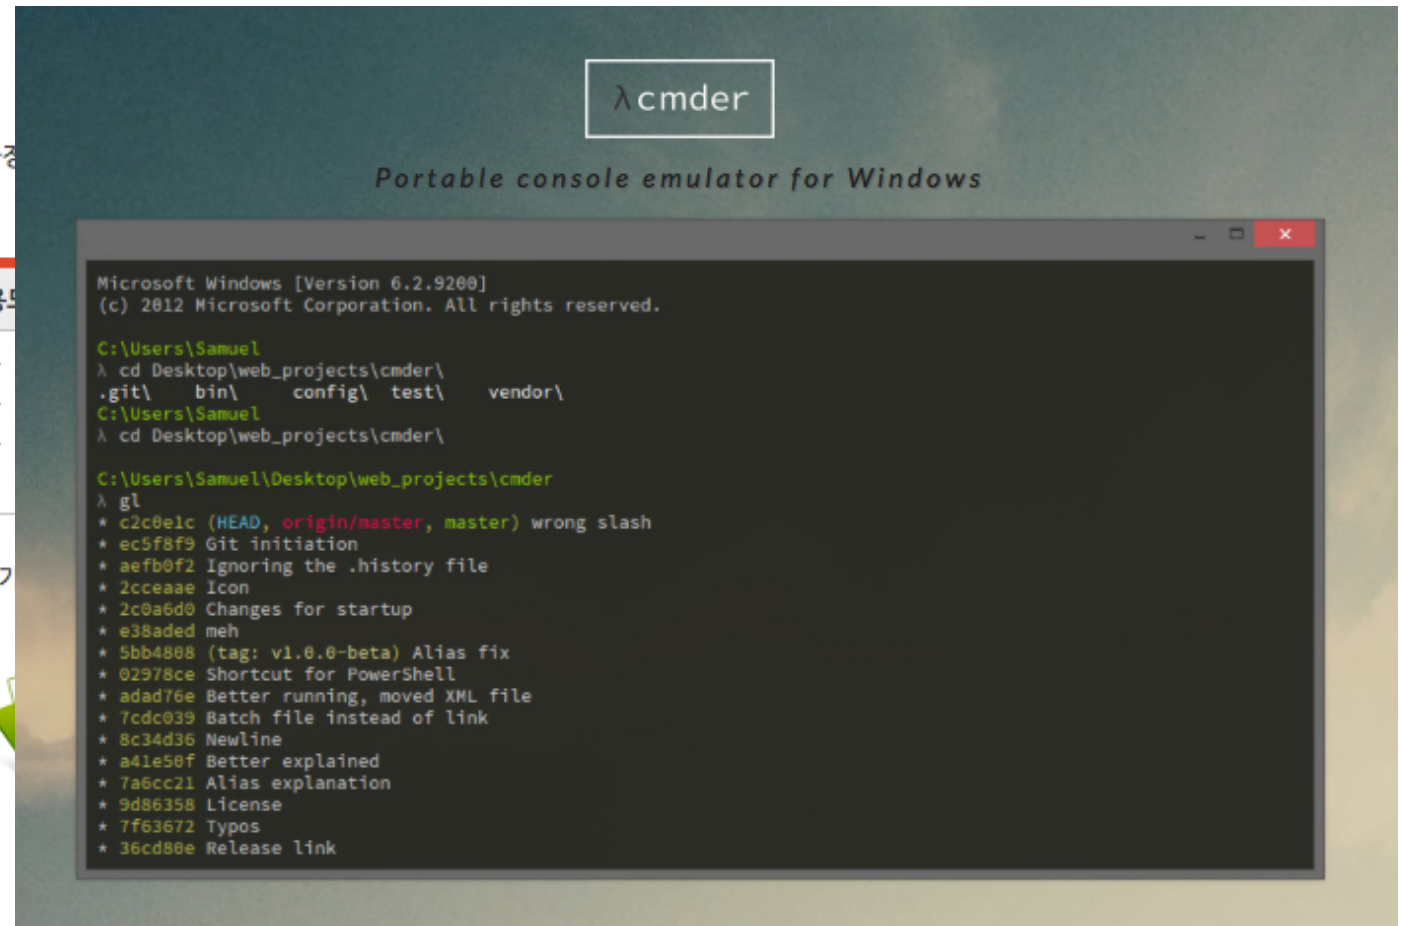 λ cmder
Portable console emulator for Windows
Microsoft Windows [Version 6.2.9200]
(c) 2012 Microsoft Corporation. All rights reserved.
C:\Users\Samuel
λ cd Desktop\web_projects\cmder\
.git\ bin\ config\ test\ vendor\
C:\Users\Samuel
λ cd Desktop\web_projects\cmder\
C:\Users\Samuel\Desktop\web_projects\cmder
λ gl
* c2c0e1c (HEAD, origin/master, master) wrong slash
* ec5f8f9 Git initiation
* aefb0f2 Ignoring the .history file
* 2cceaae Icon
* 2c0a6d0 Changes for startup
* e38aded meh
* 5bb4808 (tag: v1.0.0-beta) Alias fix
* 02978ce Shortcut for PowerShell
* adad76e Better running, moved XML file
* 7cdc039 Batch file instead of link
* 8c34d36 Newline
* a41e50f Better explained
* 7a6cc21 Alias explanation
* 9d86358 License
* 7f63672 Typos
* 36cd80e Release link